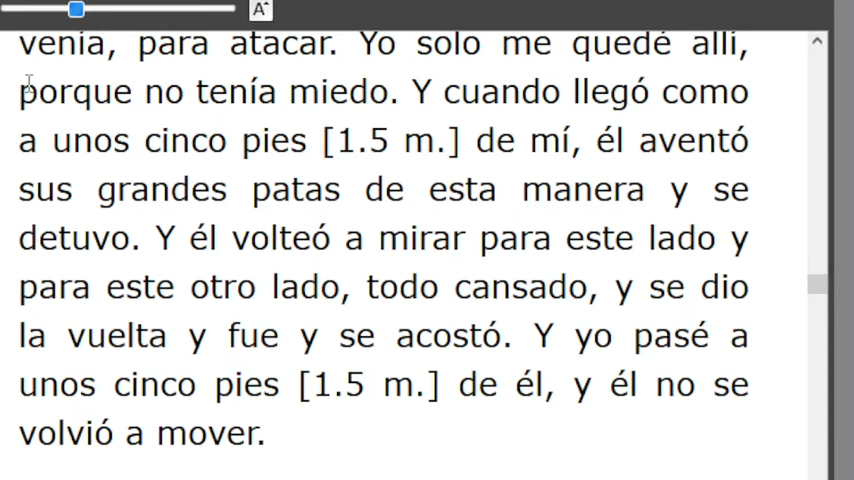 venía, para atacar. Yo solo me quedé allí,
porque no tenía miedo. Y cuando llegó como
a unos cinco pies [1.5 m.] de mí, él aventó
sus grandes patas de esta manera y se
detuvo. Y él volteó a mirar para este lado y
para este otro lado, todo cansado, y se dio
la vuelta y fue y se acostó. Y yo pasé a
unos cinco pies [1.5 m.] de él, y él no se
volvió a mover.